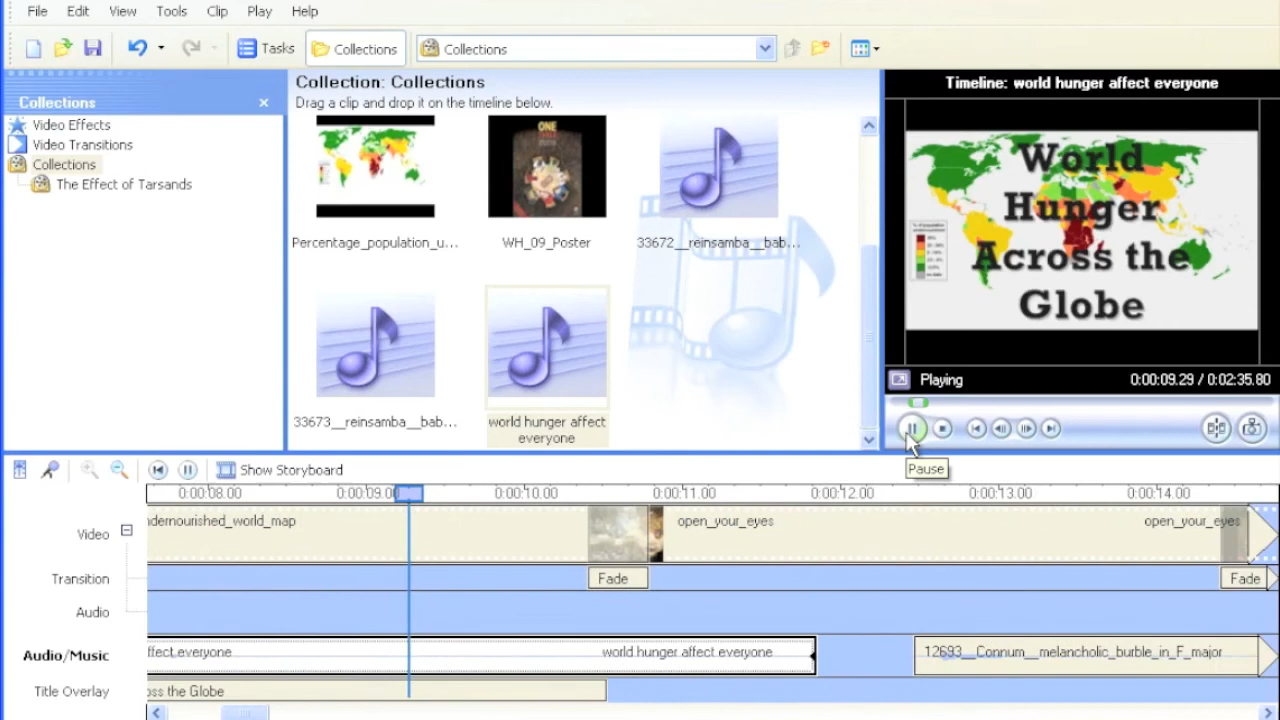 File Edit View Tools Clip Play Help
Tasks Collections Collections
Collections
Video Effects
Video Transitions
Collections
The Effect of Tarsands
Collection: Collections
Drag a clip and drop it on the timeline below.
Percentage_population_u...
ONE
WH_09_Poster
33672__reinsamba__bab...
33673__reinsamba__bab...
world hunger affect
everyone
Timeline: world hunger affect everyone
World
Hunger
Across the
Globe
Playing 0:00:09.29 / 0:02:35.80
Pause
Show Storyboard
0:00:08.00 0:00:09.0 0:00:10.00 0:00:11.00 0:00:12.00 0:00:13.00 0:00:14.00
Video ndernourished_world_map open_your_eyes open_your_eyes
Transition Fade Fade
Audio
Audio/Music ffect everyone world hunger affect everyone 12693__Connum__melancholic_burble_in_F_major
Title Overlay oss the Globe